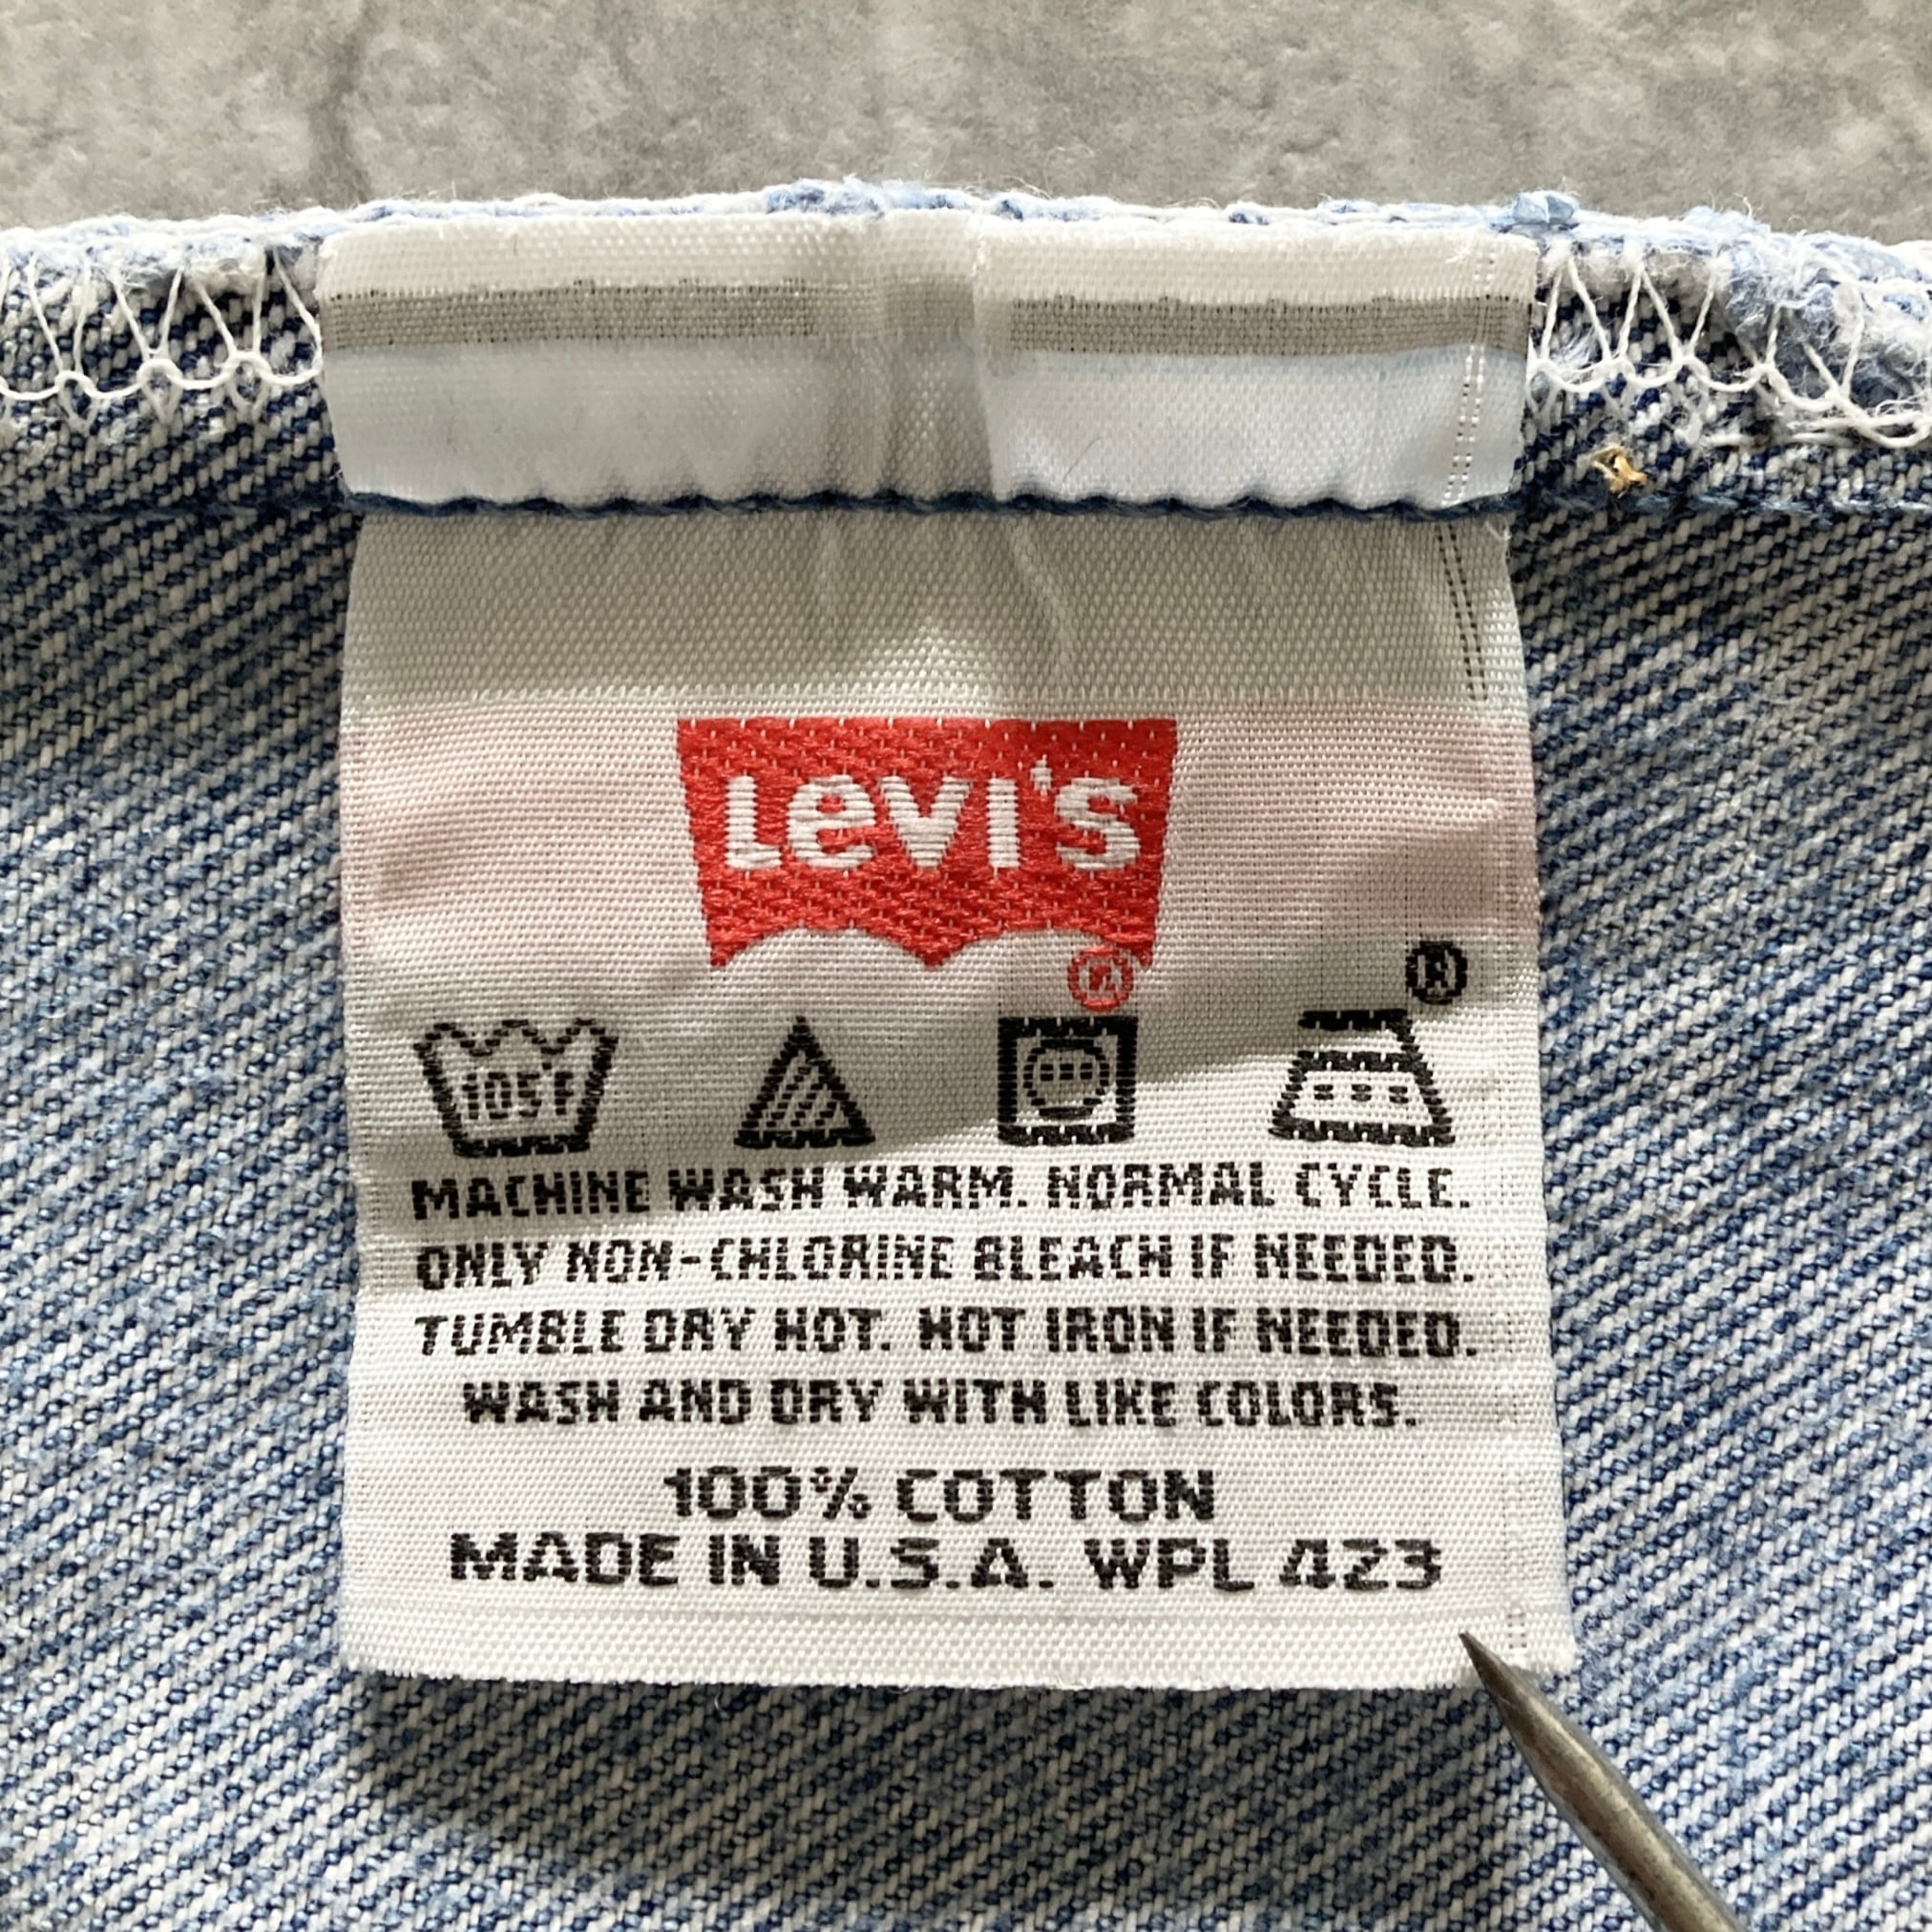 LEVI'S
®
®
105F
MACHINE WASH WARM. NORMAL CYCLE.
ONLY NON-CHLORINE BLEACH IF NEEDED.
TUMBLE DRY HOT. HOT IRON IF NEEDED.
WASH AND DRY WITH LIKE COLORS.
100% COTTON
MADE IN U.S.A. WPL 423